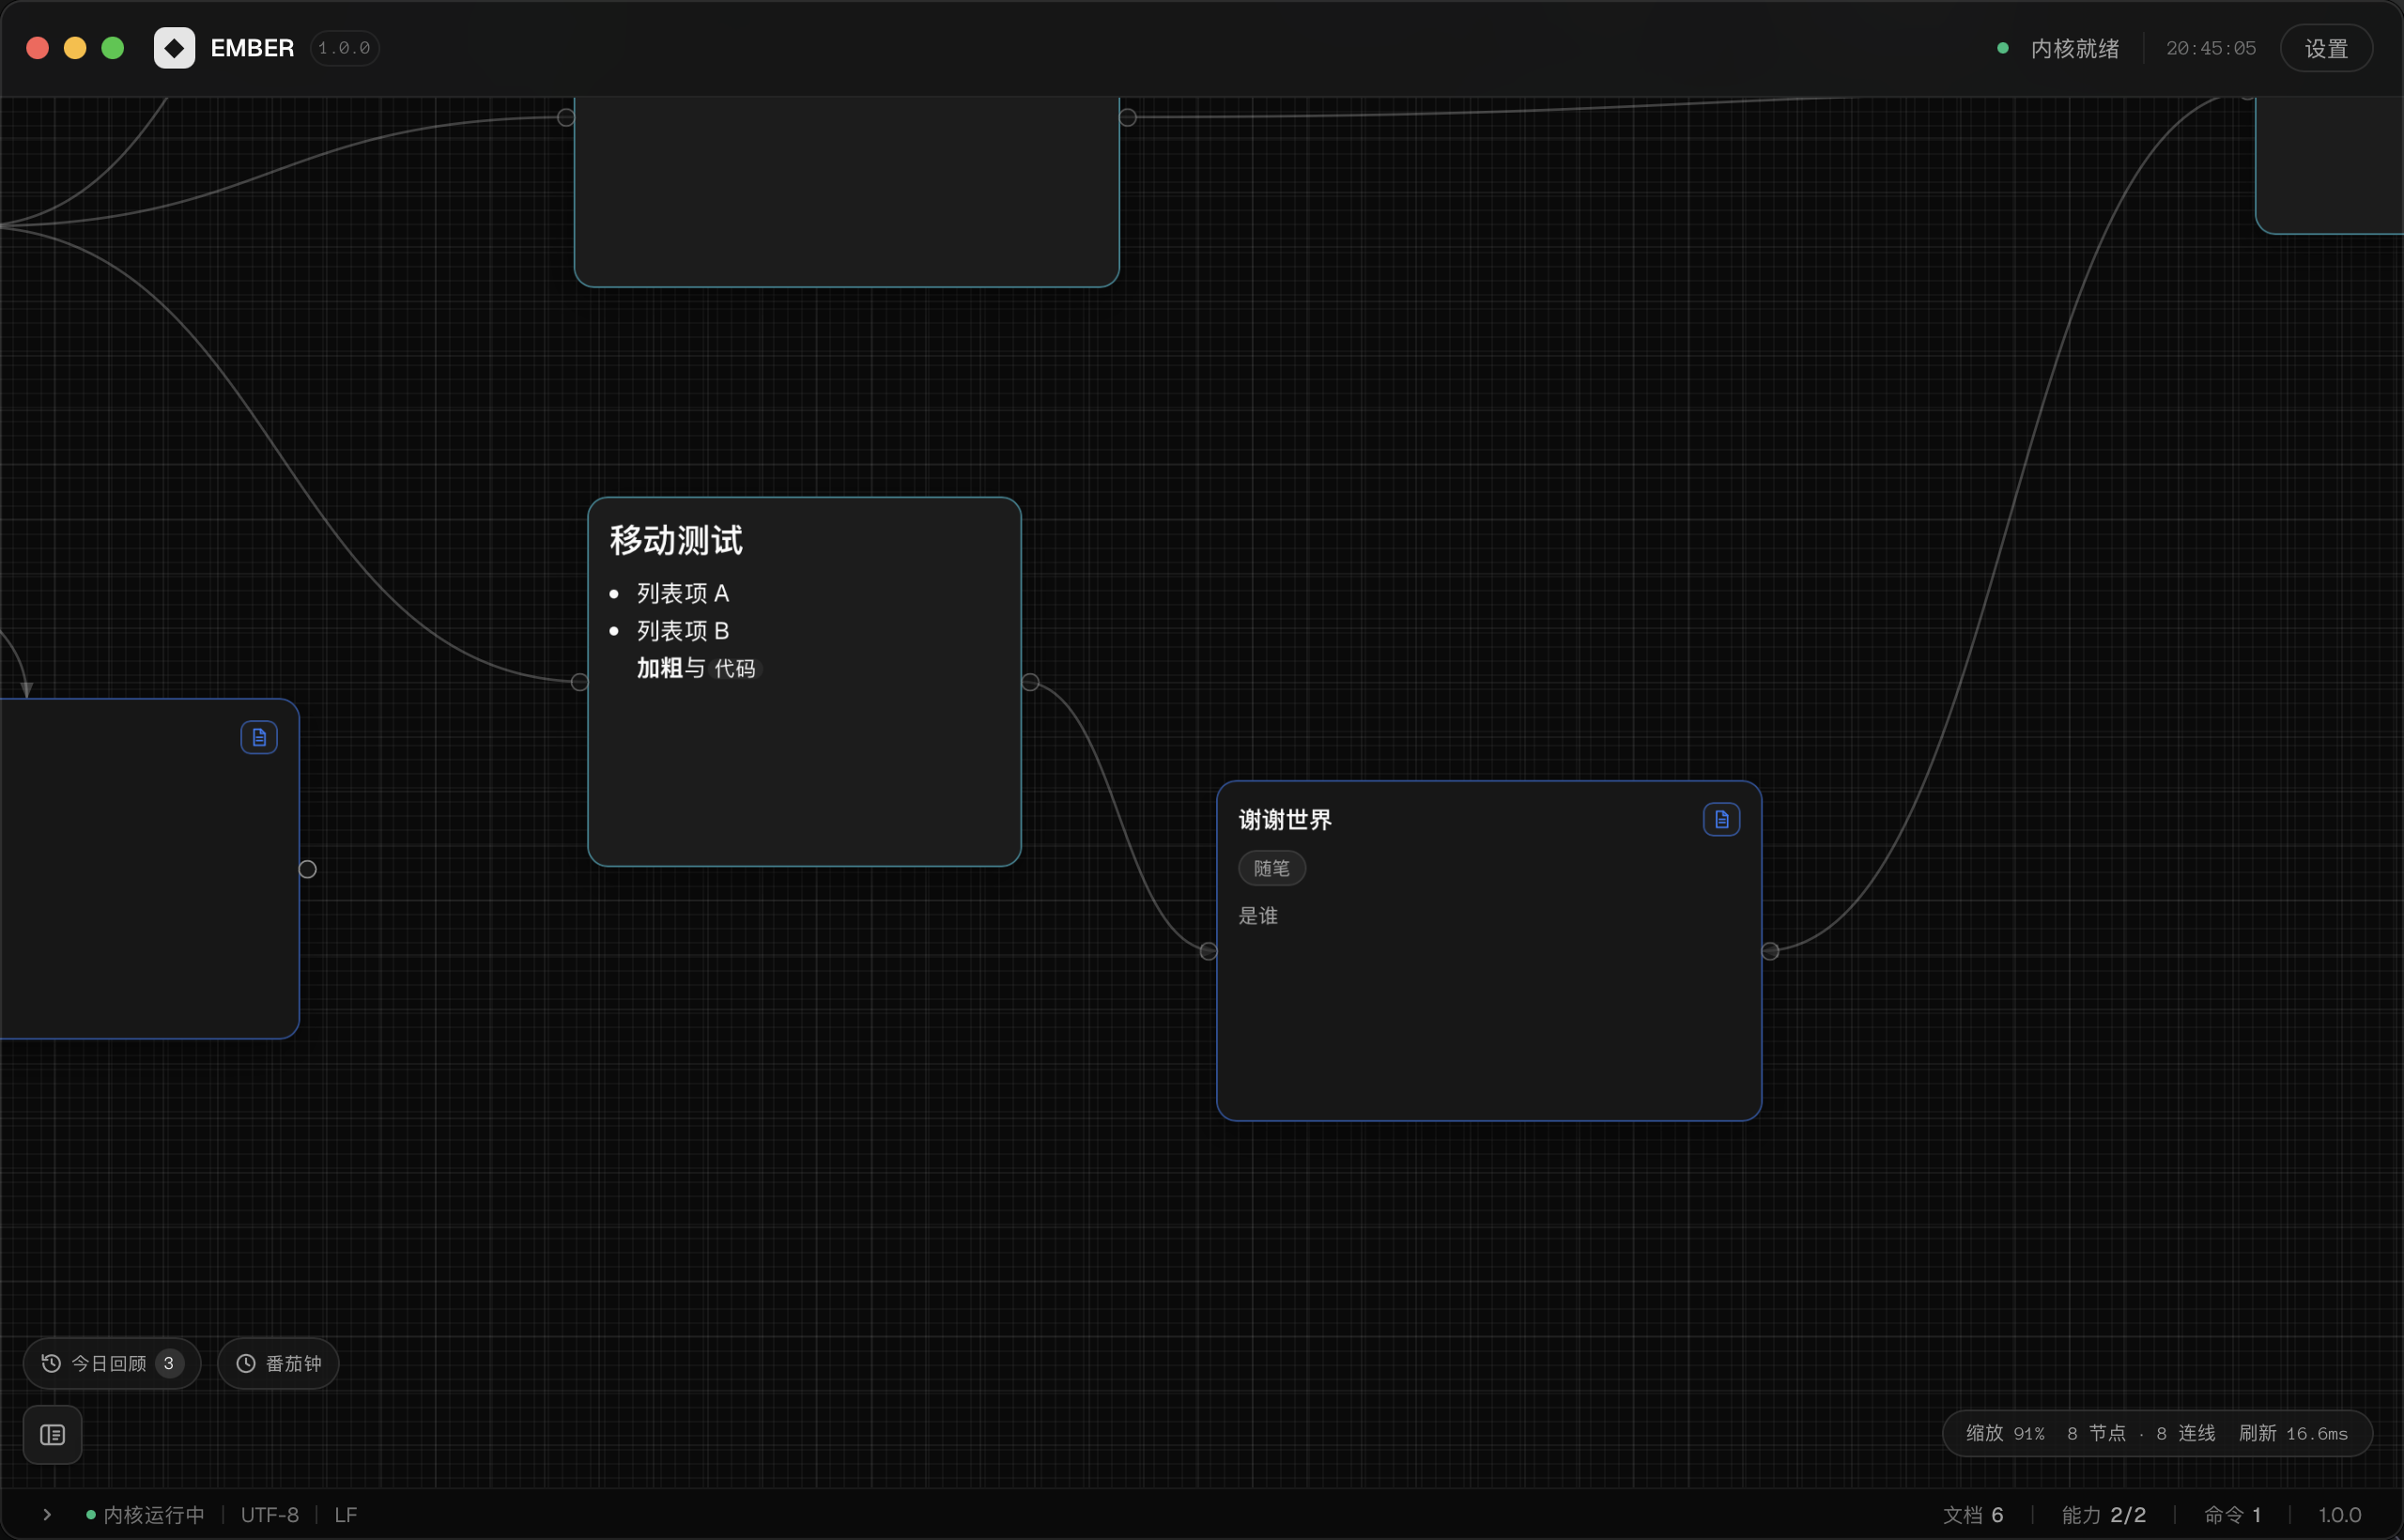 EMBER 1.0.0
内核就绪 20:45:05 设置
移动测试
列表项 A
列表项 B
加粗与 代码
谢谢世界
随笔
是谁
今日回顾 3 番茄钟
缩放 91% 8 节点 · 8 连线 刷新 16.6ms
内核运行中 UTF-8 LF
文档 6 能力 2/2 命令 1 1.0.0